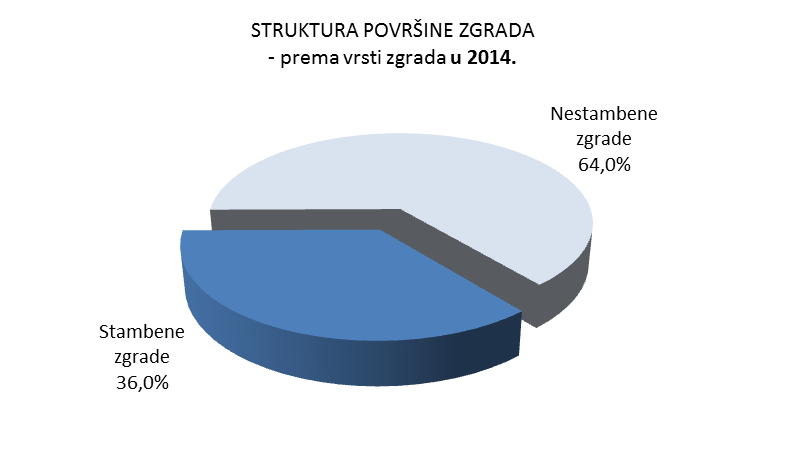 STRUKTURA POVRŠINE ZGRADA
- prema vrsti zgrada u 2014.
Nestambene
zgrade
64,0%
Stambene
zgrade
36,0%